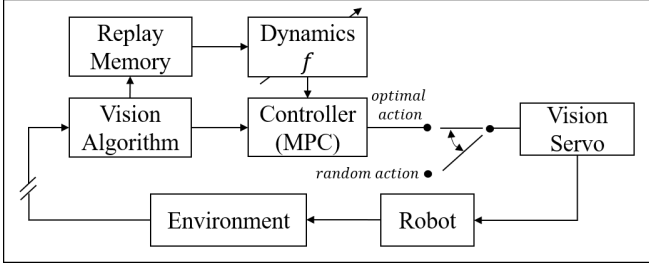 Replay
Memory
Dynamics
f
Vision
Algorithm
Controller
(MPC)
optimal
action
random action
Vision
Servo
Environment
Robot